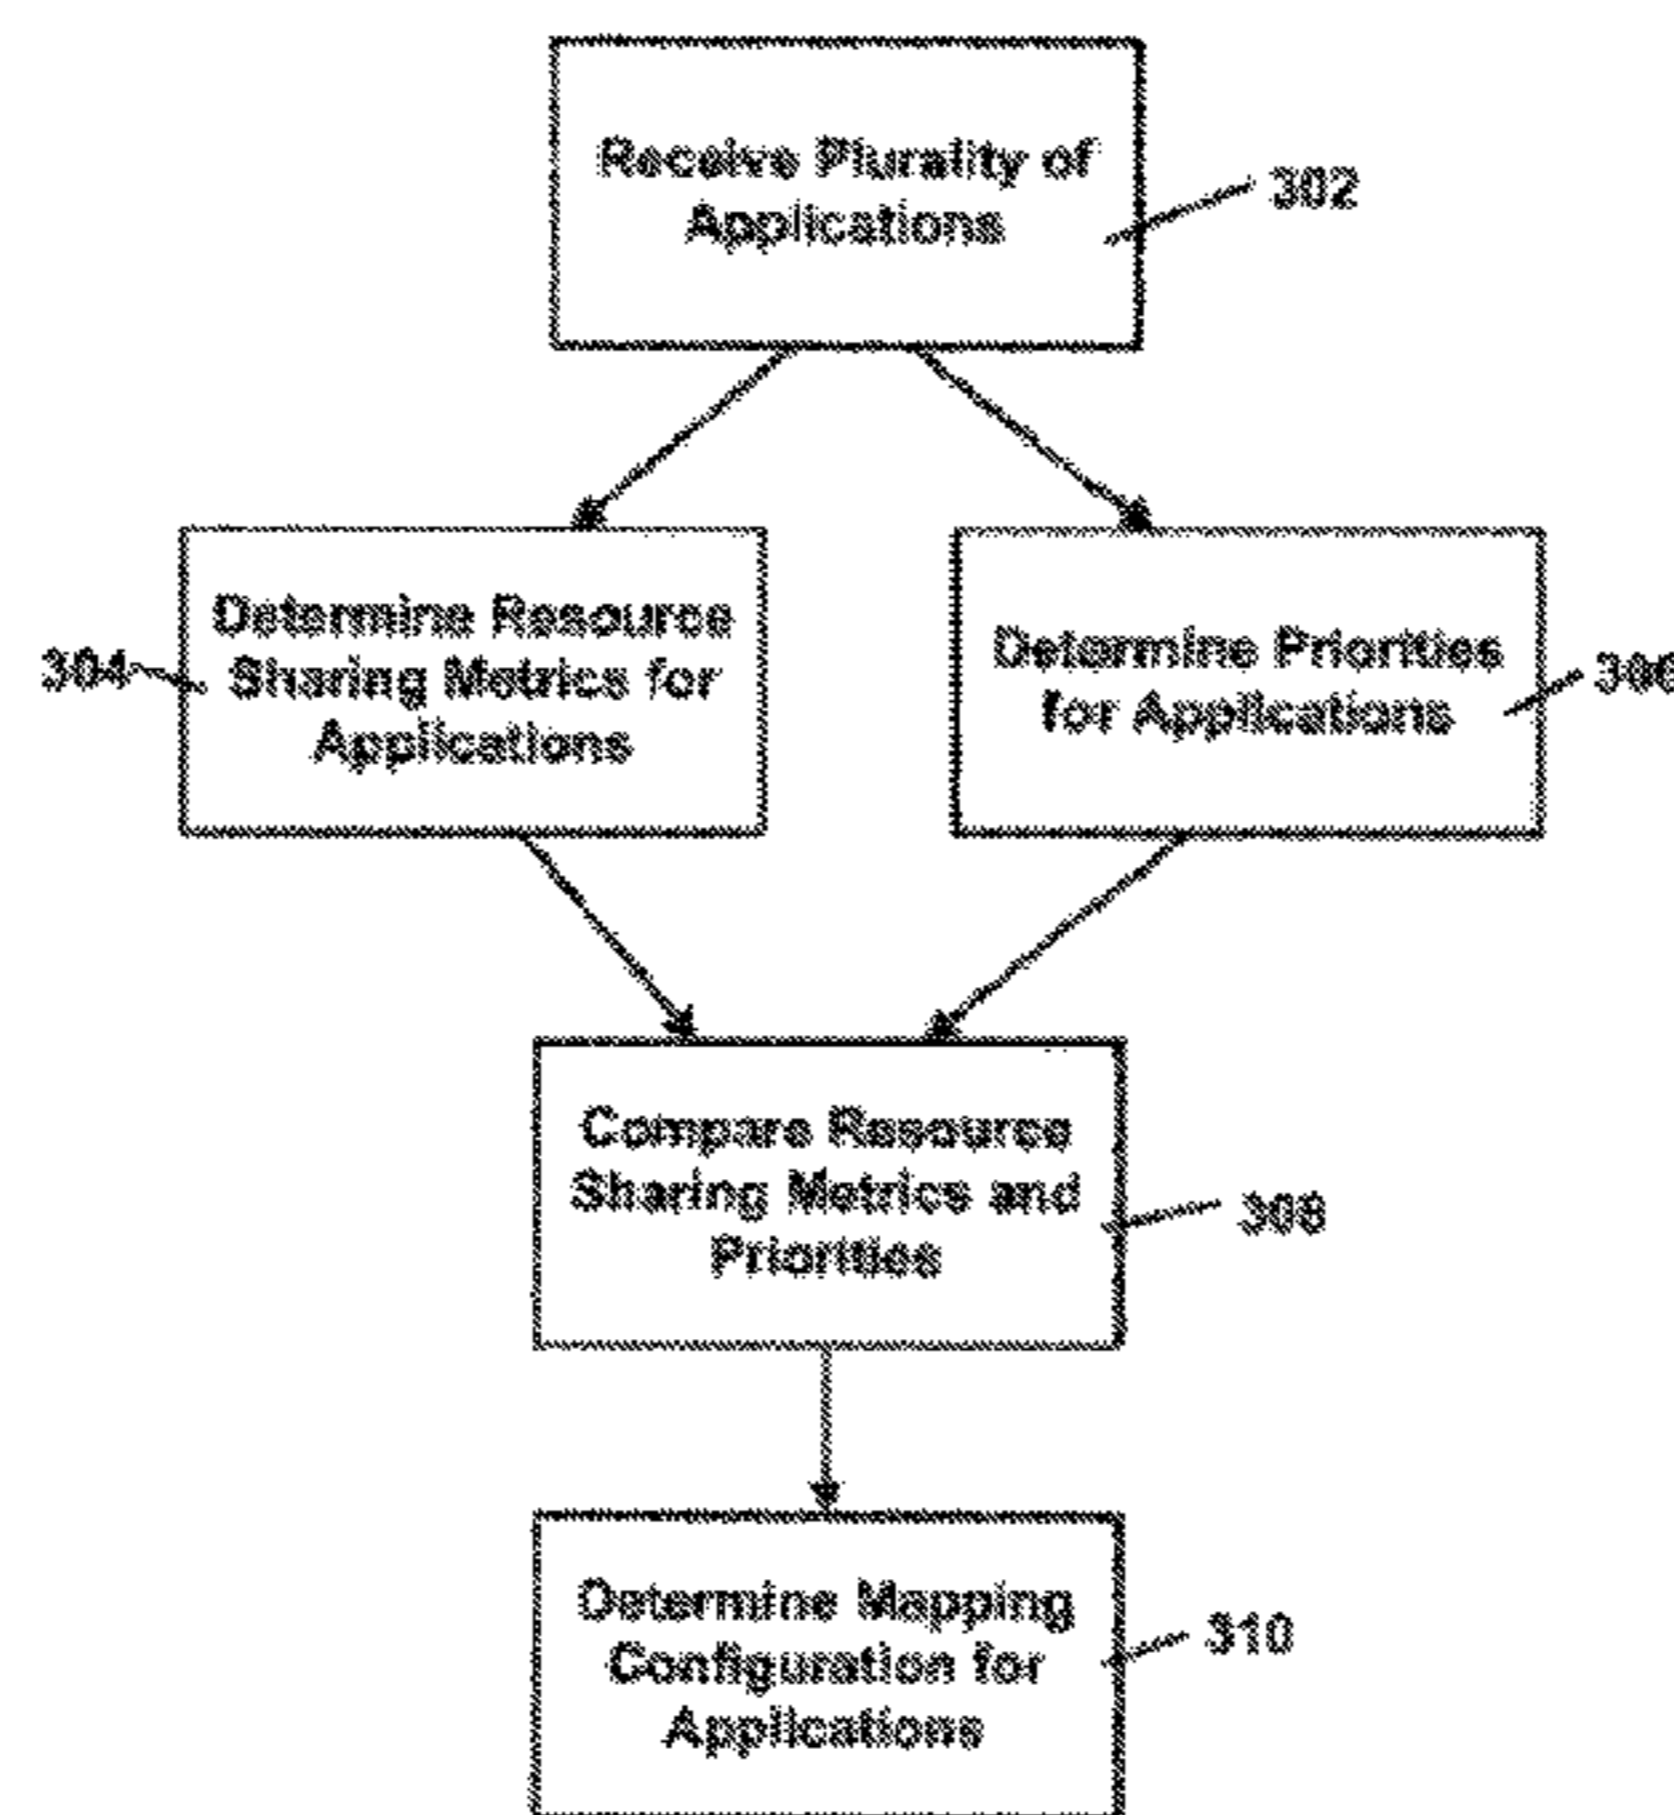 Receive Plurality of
Applications
302
Determine Resource
Sharing Metrics for
Applications
304
Determine Priorities
for Applications
306
Compare Resource
Sharing Metrics and
Priorities
308
Determine Mapping
Configuration for
Applications
310